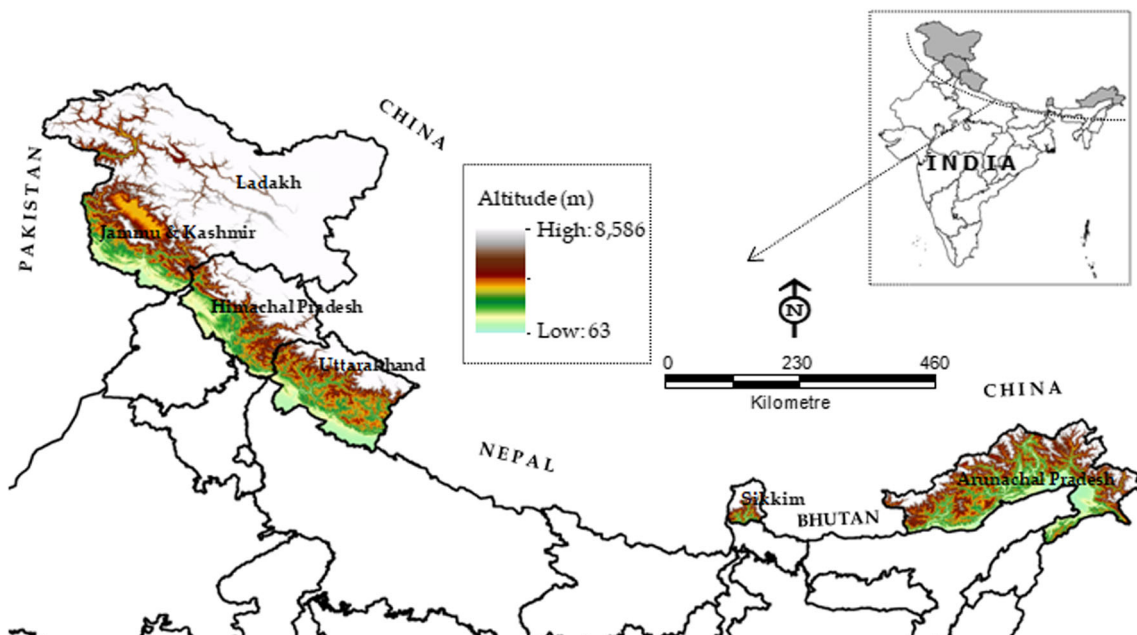 CHINA
PAKISTAN
Ladakh
Jammu & Kashmir
Himachal Pradesh
Uttarakhand
Altitude (m)
High: 8,586
Low: 63
INDIA
N
0 230 460
Kilometre
CHINA
NEPAL
Sikkim
BHUTAN
Arunachal Pradesh